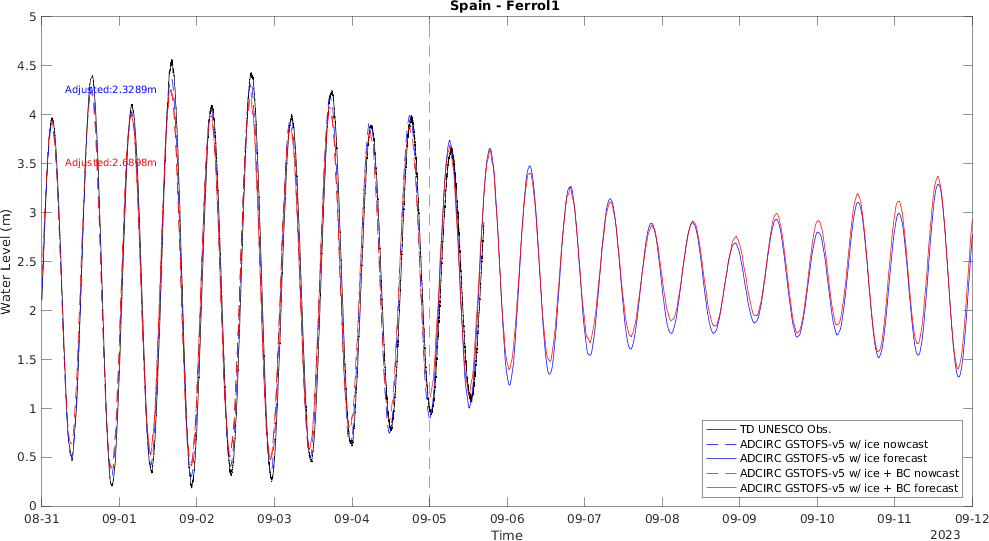 Spain - Ferrol1
5
4.5
4
3.5
3
2.5
2
1.5
1
0.5
0
Water Level (m)
Adjusted:2.3289m
Adjusted:2.6898m
TD UNESCO Obs.
ADCIRC GSTOFS-v5 w/ ice nowcast
ADCIRC GSTOFS-v5 w/ ice forecast
ADCIRC GSTOFS-v5 w/ ice + BC nowcast
ADCIRC GSTOFS-v5 w/ ice + BC forecast
08-31 09-01 09-02 09-03 09-04 09-05 09-06 09-07 09-08 09-09 09-10 09-11 09-12
Time
2023